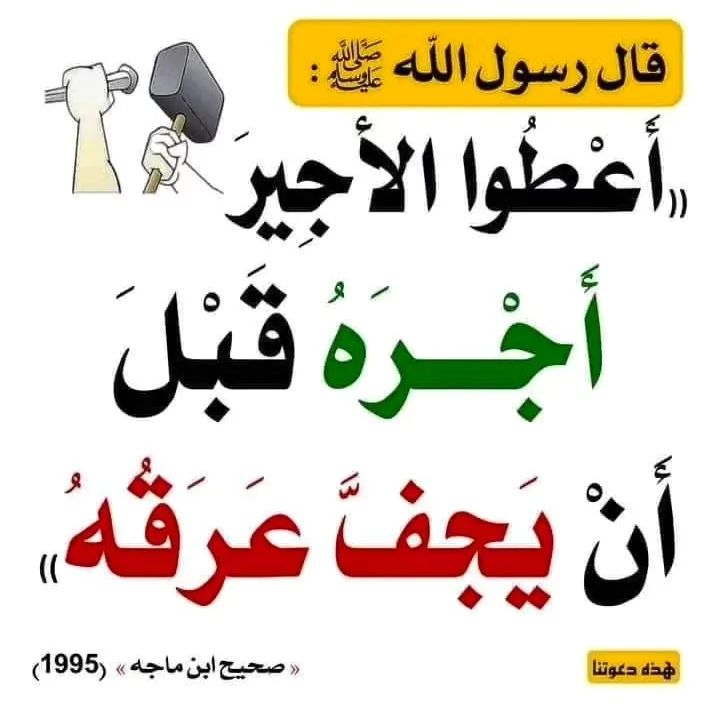 قال رسول الله ﷺ :
((أَعْطُوا الأَجِيرَ
أَجْرَهُ قَبْلَ
أَنْ يَجِفَّ عَرَقُهُ))
« صحيح ابن ماجه » (1995)
هذه دعوتنا